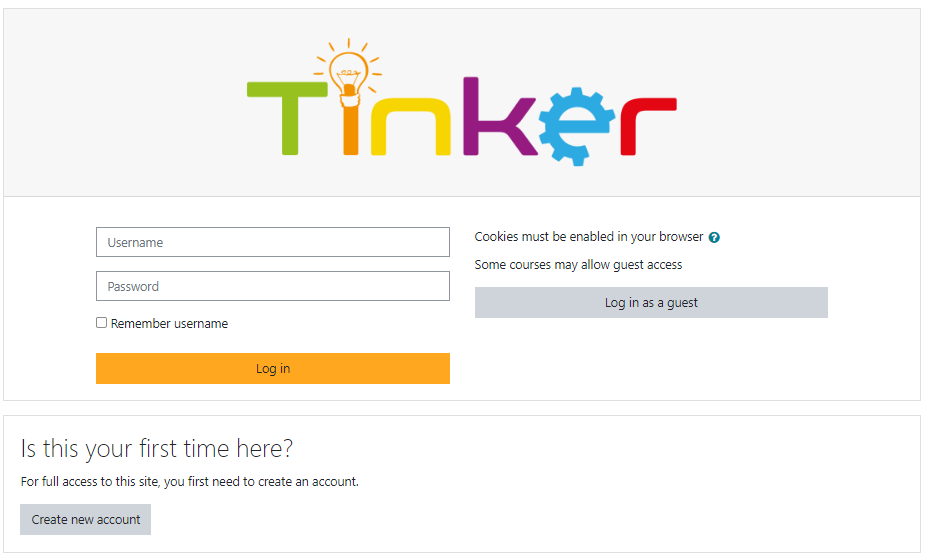 Tinker
Username
Password
Remember username
Log in
Cookies must be enabled in your browser ?
Some courses may allow guest access
Log in as a guest
Is this your first time here?
For full access to this site, you first need to create an account.
Create new account